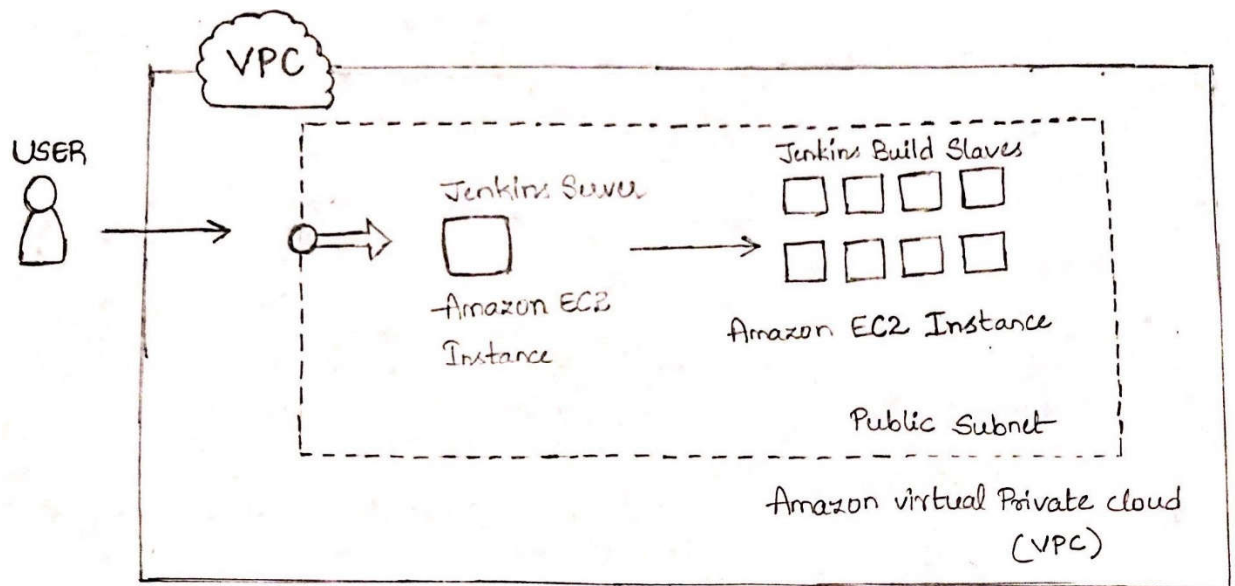 VPC
USER
Jenkins Server
Amazon EC2
Instance
Jenkins Build Slaves
Amazon EC2 Instance
Public Subnet
Amazon virtual Private cloud
(VPC)